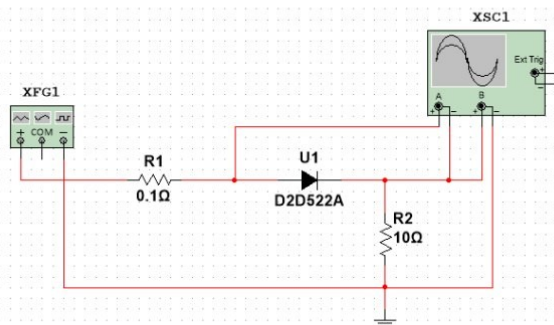 XSC1
Ext Trig
+
-
A
B
+ - + -
XFG1
+ COM -
R1
0.1Ω
U1
D2D522A
R2
10Ω